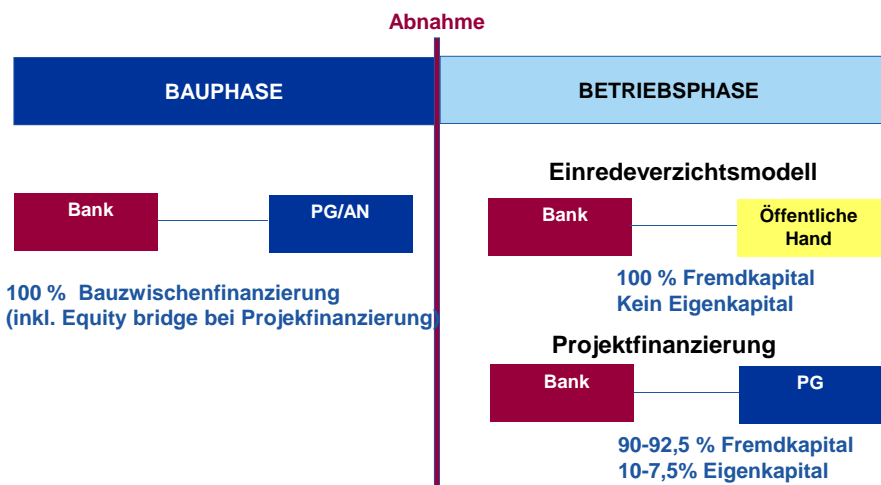 Abnahme
BAUPHASE
BETRIEBSPHASE
Bank
PG/AN
100 % Bauzwischenfinanzierung
(inkl. Equity bridge bei Projekfinanzierung)
Einredeverzichtsmodell
Bank
Öffentliche
Hand
100 % Fremdkapital
Kein Eigenkapital
Projektfinanzierung
Bank
PG
90-92,5 % Fremdkapital
10-7,5% Eigenkapital